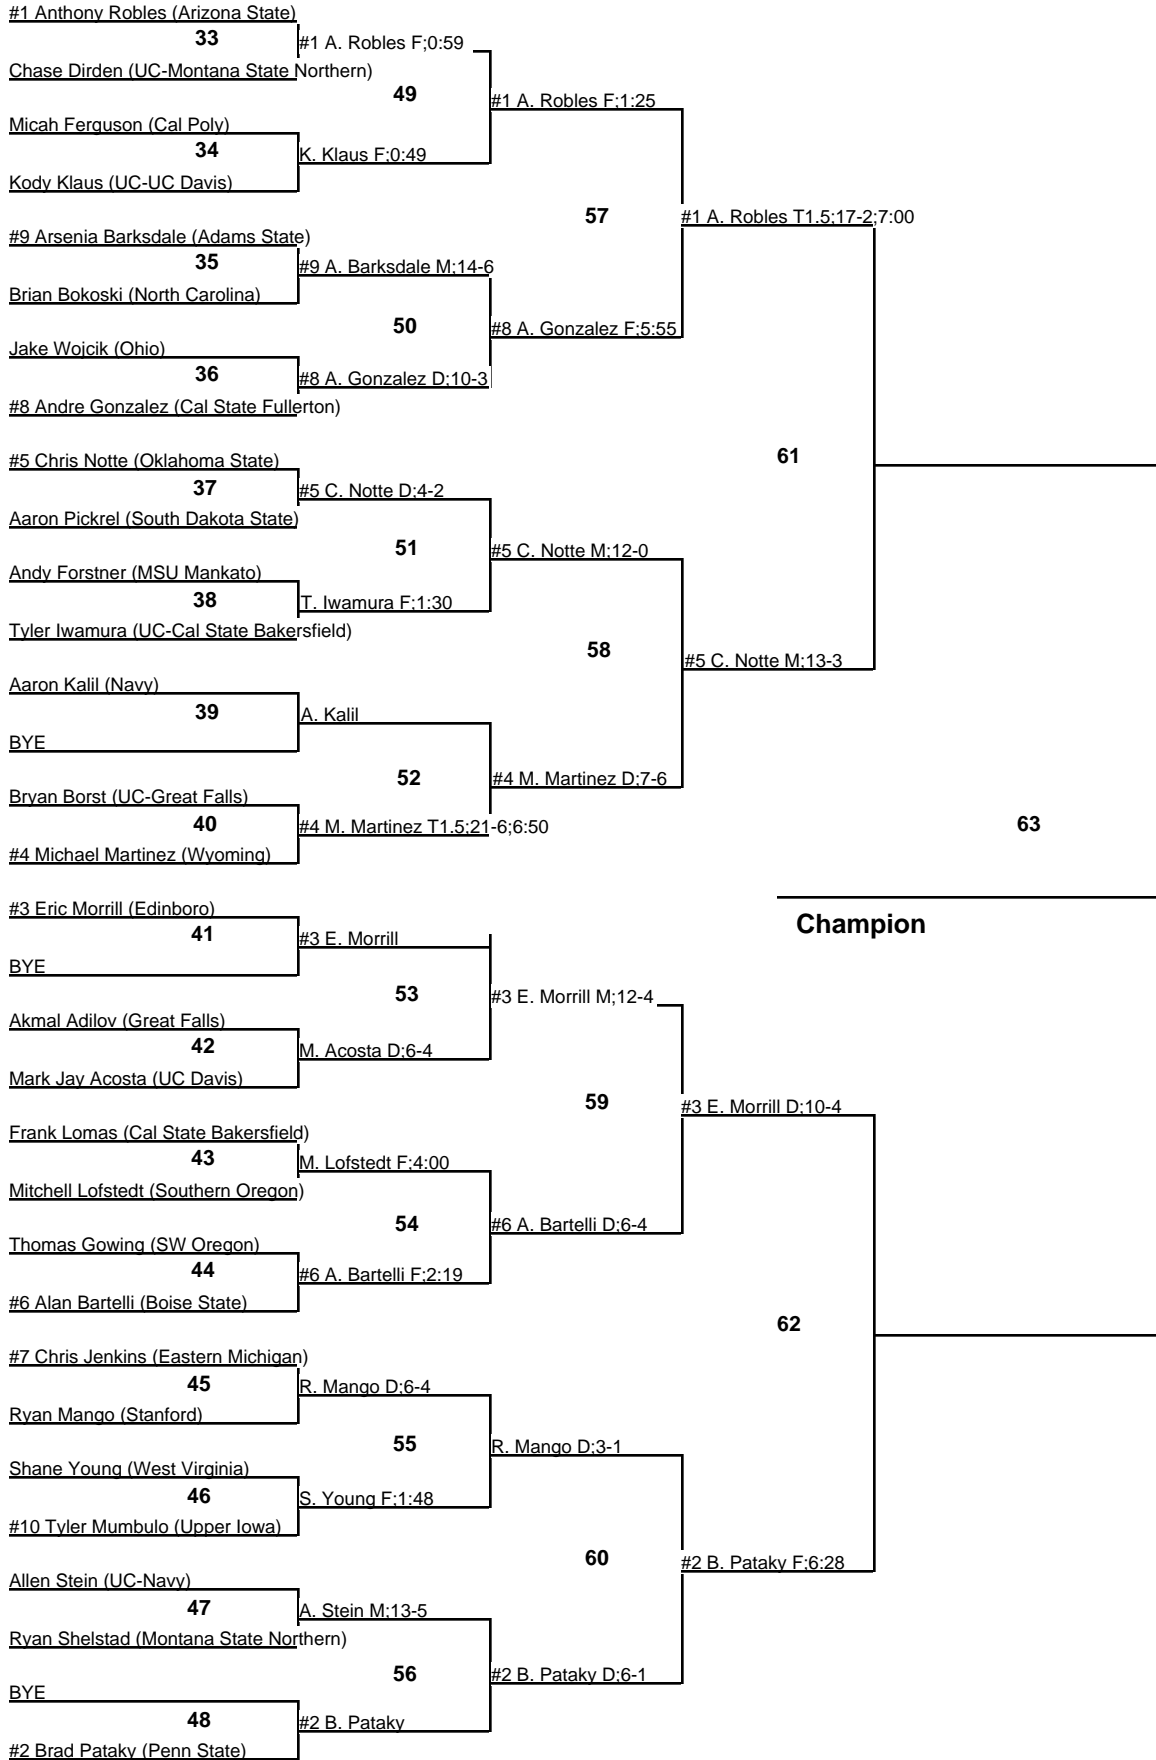 #1 Anthony Robles (Arizona State)
33
#1 A. Robles F;0:59
Chase Dirden (UC-Montana State Northern)
49
#1 A. Robles F;1:25
Micah Ferguson (Cal Poly)
34
K. Klaus F;0:49
Kody Klaus (UC-UC Davis)
57
#1 A. Robles T1.5;17-2;7:00
#9 Arsenia Barksdale (Adams State)
35
#9 A. Barksdale M;14-6
Brian Bokoski (North Carolina)
50
#8 A. Gonzalez F;5:55
Jake Wojcik (Ohio)
36
#8 A. Gonzalez D;10-3
#8 Andre Gonzalez (Cal State Fullerton)
61
#5 Chris Notte (Oklahoma State)
37
#5 C. Notte D;4-2
Aaron Pickrel (South Dakota State)
51
#5 C. Notte M;12-0
Andy Forstner (MSU Mankato)
38
T. Iwamura F;1:30
Tyler Iwamura (UC-Cal State Bakersfield)
58
#5 C. Notte M;13-3
Aaron Kalil (Navy)
39
A. Kalil
BYE
52
#4 M. Martinez D;7-6
Bryan Borst (UC-Great Falls)
40
#4 M. Martinez T1.5;21-6;6:50
63
#4 Michael Martinez (Wyoming)
#3 Eric Morrill (Edinboro)
Champion
41
#3 E. Morrill
BYE
53
#3 E. Morrill M;12-4
Akmal Adilov (Great Falls)
42
M. Acosta D;6-4
Mark Jay Acosta (UC Davis)
59
#3 E. Morrill D;10-4
Frank Lomas (Cal State Bakersfield)
43
M. Lofstedt F;4:00
Mitchell Lofstedt (Southern Oregon)
54
#6 A. Bartelli D;6-4
Thomas Gowing (SW Oregon)
44
#6 A. Bartelli F;2:19
#6 Alan Bartelli (Boise State)
62
#7 Chris Jenkins (Eastern Michigan)
45
R. Mango D;6-4
Ryan Mango (Stanford)
55
R. Mango D;3-1
Shane Young (West Virginia)
46
S. Young F;1:48
#10 Tyler Mumbulo (Upper Iowa)
60
#2 B. Pataky F;6:28
Allen Stein (UC-Navy)
47
A. Stein M;13-5
Ryan Shelstad (Montana State Northern)
56
#2 B. Pataky D;6-1
BYE
48
#2 B. Pataky
#2 Brad Pataky (Penn State)